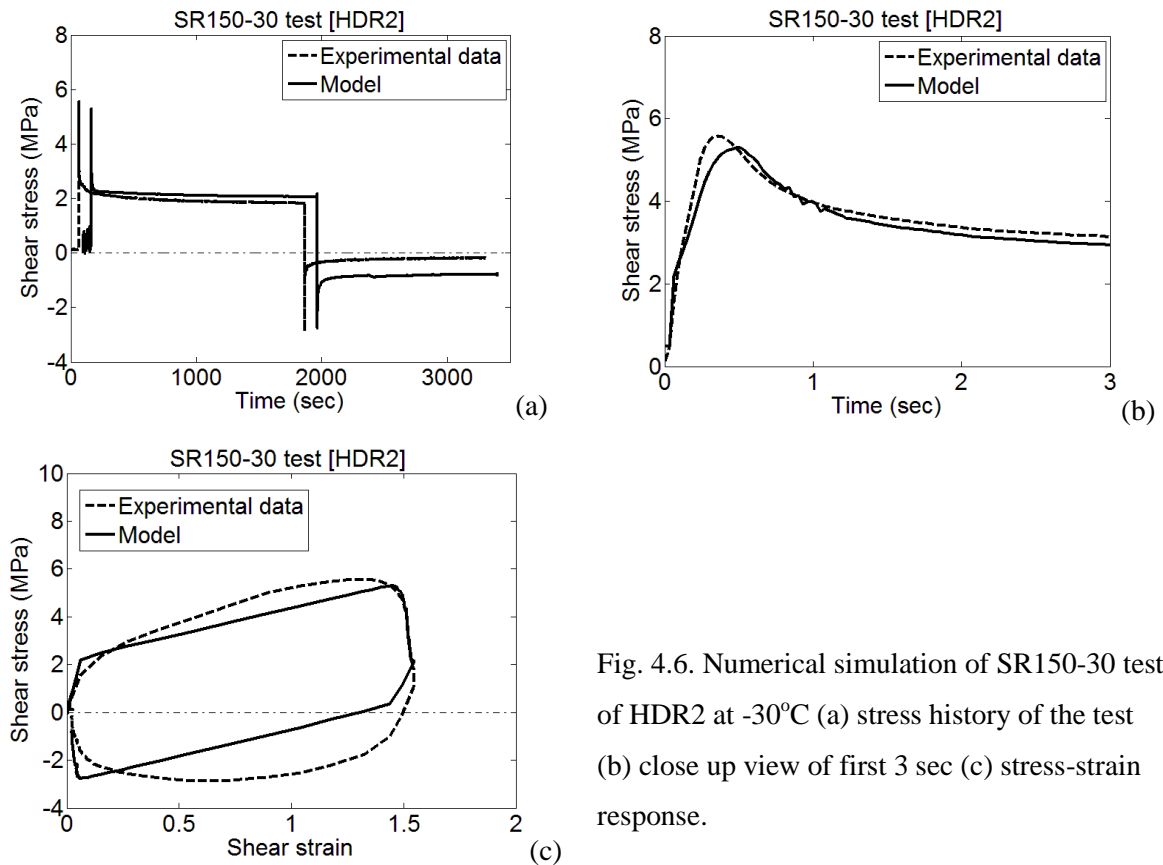 SR150-30 test [HDR2]
8
6
4
2
0
-2
-4
Shear stress (MPa)
Experimental data
Model
0
1000
2000
3000
Time (sec)
(a)
SR150-30 test [HDR2]
8
6
4
2
0
Shear stress (MPa)
Experimental data
Model
0
1
2
3
Time (sec)
(b)
SR150-30 test [HDR2]
10
8
6
4
2
0
-2
-4
Shear stress (MPa)
Experimental data
Model
0
0.5
1
1.5
2
Shear strain
(c)
Fig. 4.6. Numerical simulation of SR150-30 test
of HDR2 at -30°C (a) stress history of the test
(b) close up view of first 3 sec (c) stress-strain
response.